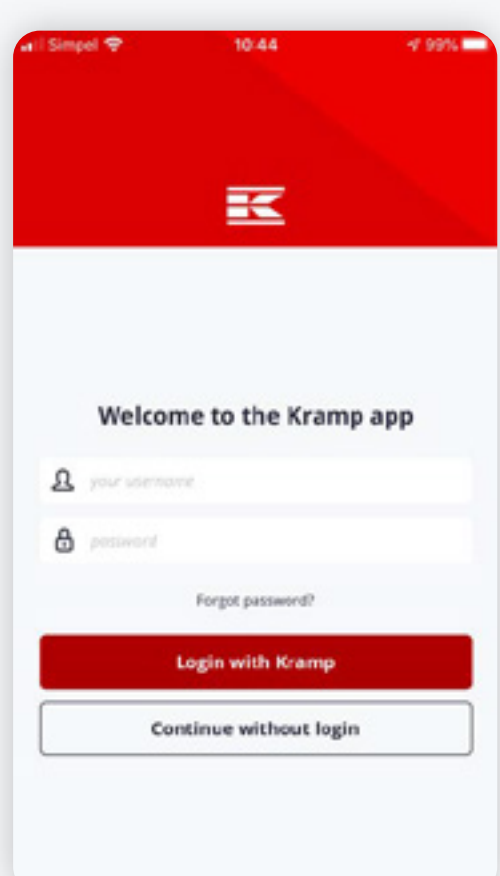 Simpel 10:44 99%
K
Welcome to the Kramp app
your username
password
Forgot password?
Login with Kramp
Continue without login